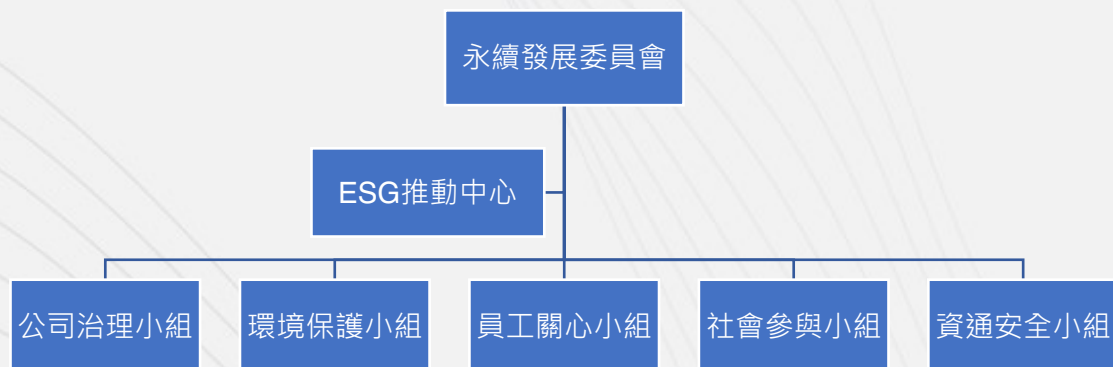 永續發展委員會
ESG推動中心
公司治理小組
環境保護小組
員工關心小組
社會參與小組
資通安全小組